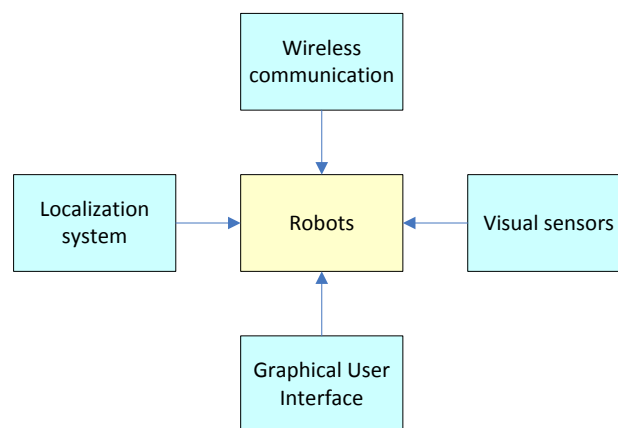 Wireless
communication
Localization
system
Robots
Visual sensors
Graphical User
Interface